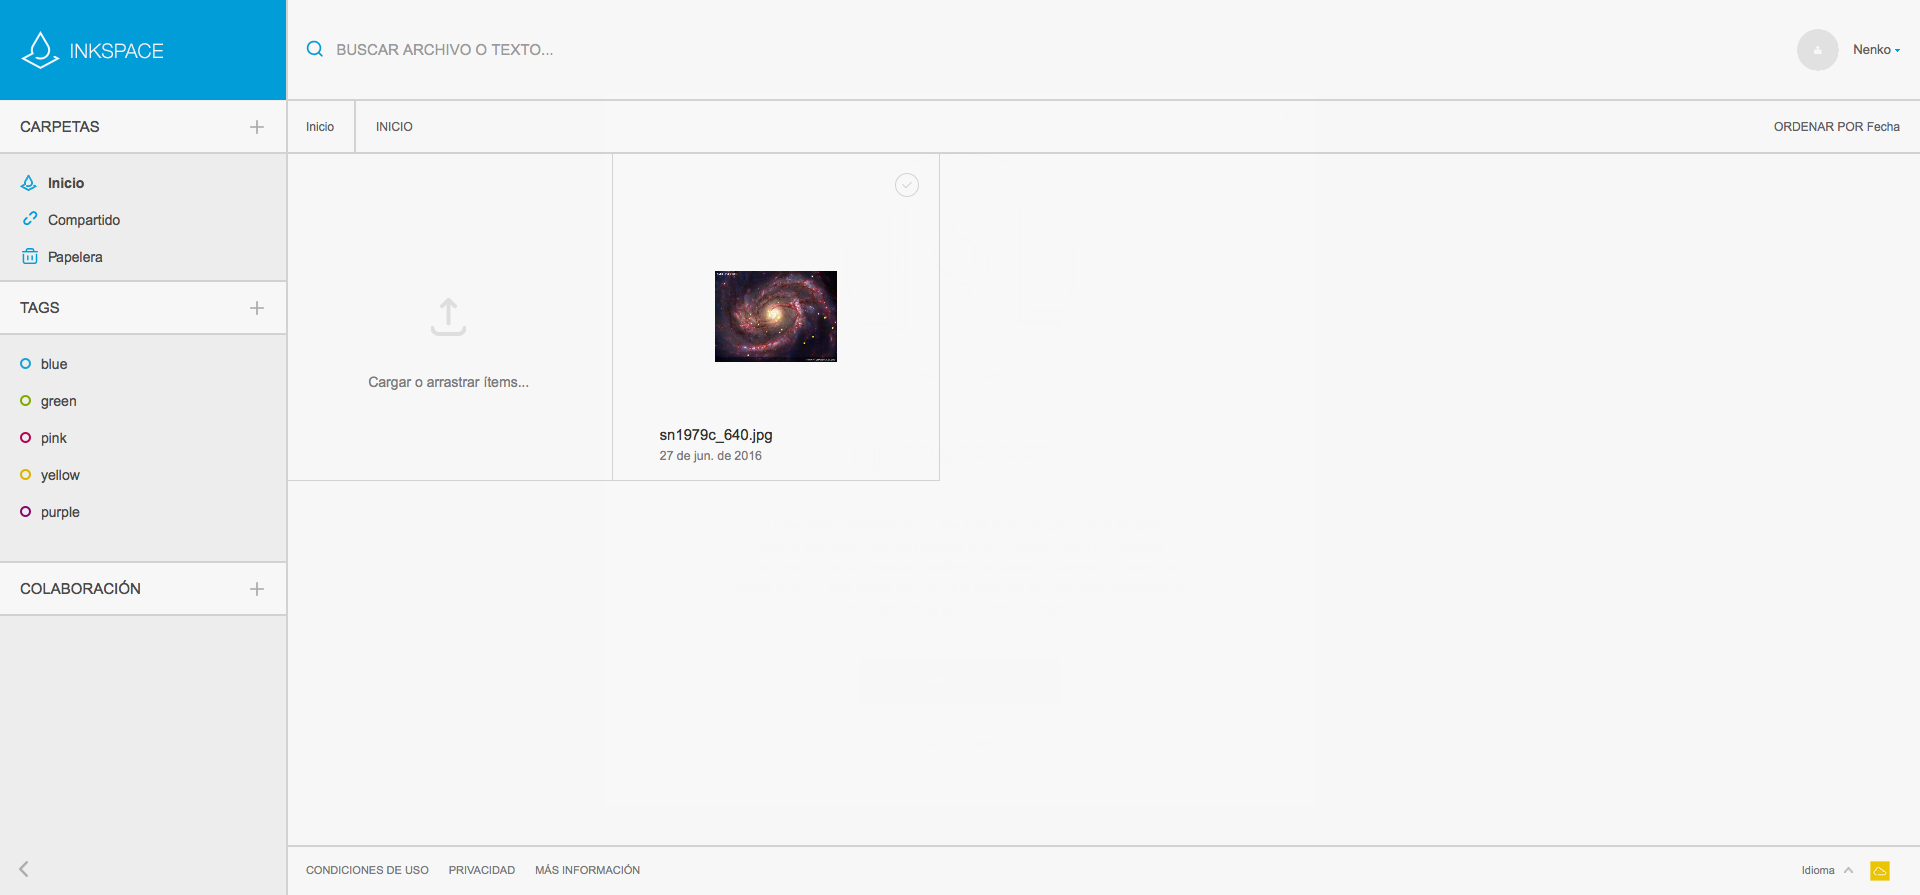 INKSPACE
BUSCAR ARCHIVO O TEXTO...
Nenko
CARPETAS
Inicio
INICIO
ORDENAR POR Fecha
Inicio
Compartido
Papelera
TAGS
blue
green
pink
yellow
purple
COLABORACIÓN
Cargar o arrastrar ítems...
sn1979c_640.jpg
27 de jun. de 2016
CONDICIONES DE USO
PRIVACIDAD
MÁS INFORMACIÓN
Idioma